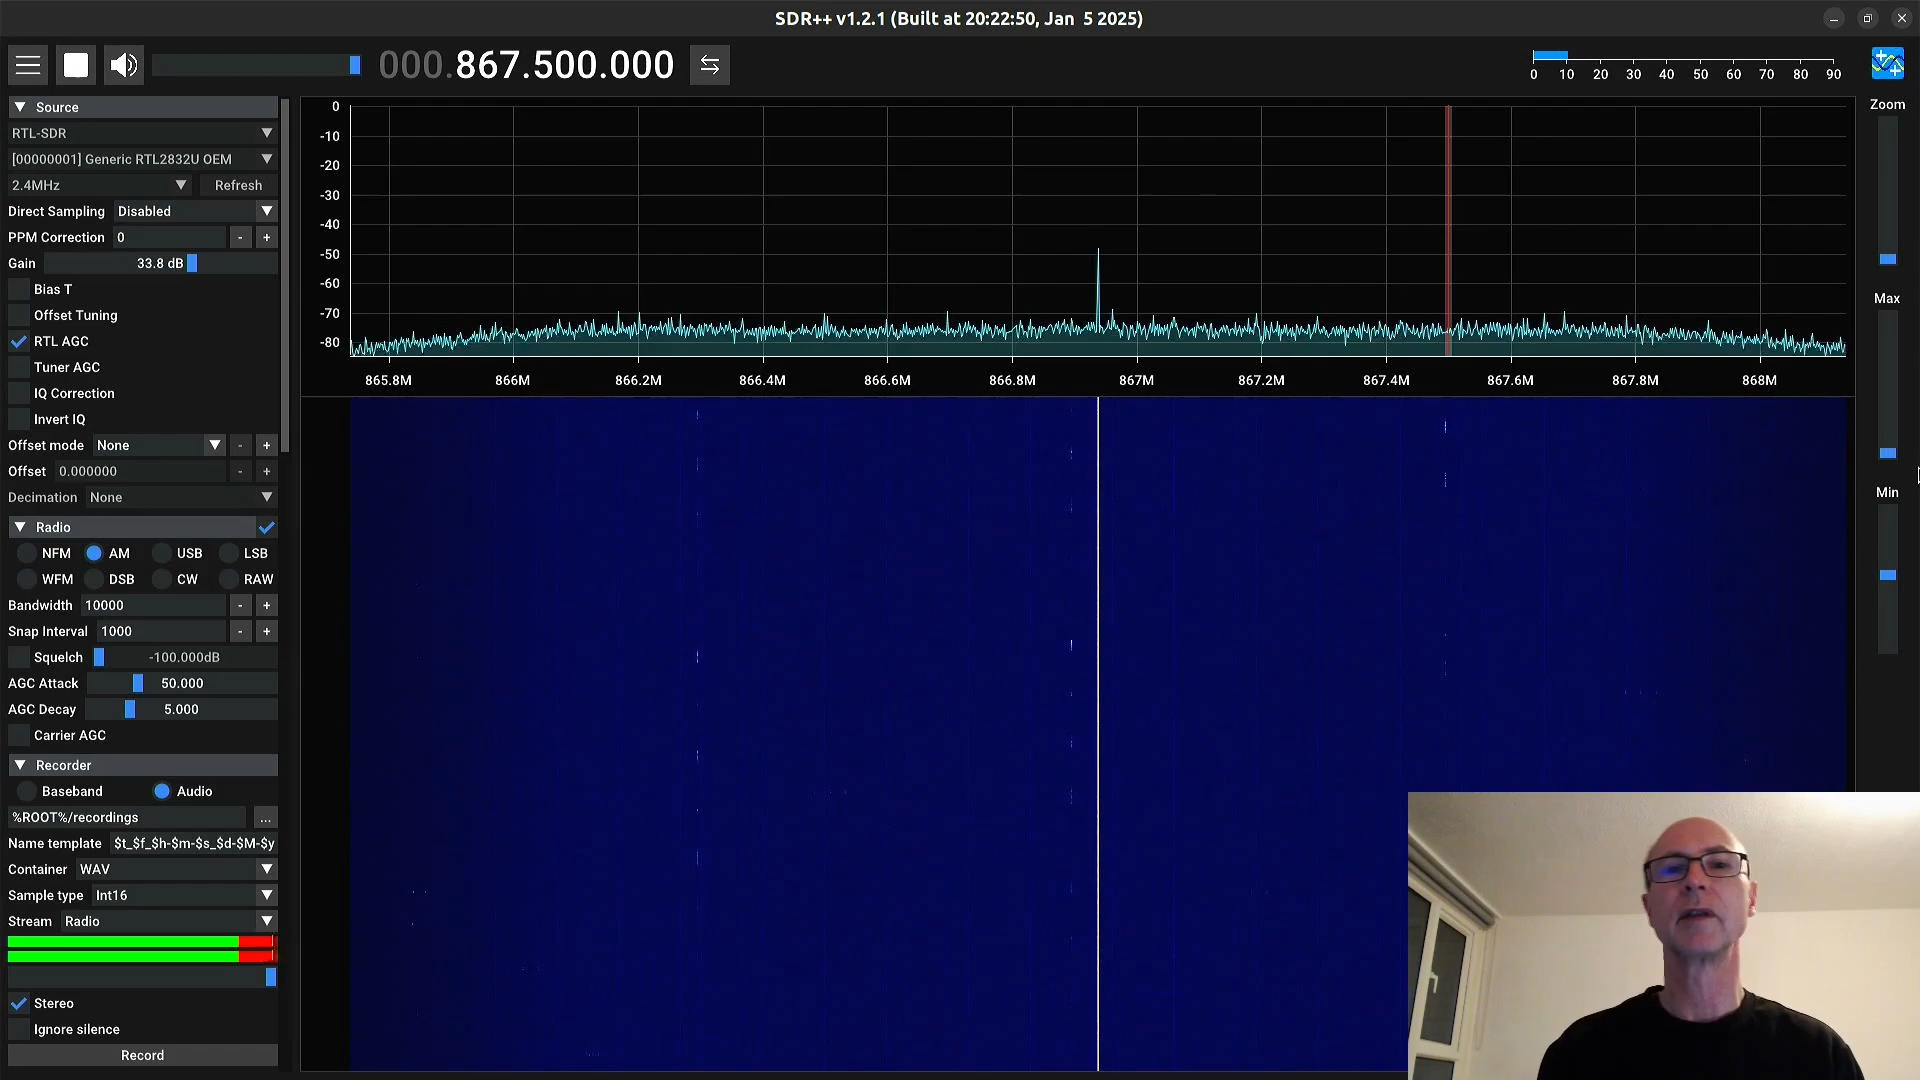 SDR++ v1.2.1 (Built at 20:22:50, Jan  5 2025)
000.867.500.000
0 10 20 30 40 50 60 70 80 90
Source
RTL-SDR
[00000001] Generic RTL2832U OEM
2.4MHz Refresh
Direct Sampling Disabled
PPM Correction 0 - +
Gain 33.8 dB
Bias T
Offset Tuning
RTL AGC
Tuner AGC
IQ Correction
Invert IQ
Offset mode None - +
Offset 0.000000 - +
Decimation None
Radio
NFM AM USB LSB
WFM DSB CW RAW
Bandwidth 10000 - +
Snap Interval 1000 - +
Squelch -100.000dB
AGC Attack 50.000
AGC Decay 5.000
Carrier AGC
Recorder
Baseband Audio
%ROOT%/recordings ...
Name template $t_$f_$h-$m-$s_$d-$M-$y
Container WAV
Sample type Int16
Stream Radio
Stereo
Ignore silence
Record
0
-10
-20
-30
-40
-50
-60
-70
-80
865.8M 866M 866.2M 866.4M 866.6M 866.8M 867M 867.2M 867.4M 867.6M 867.8M 868M
Zoom
Max
Min